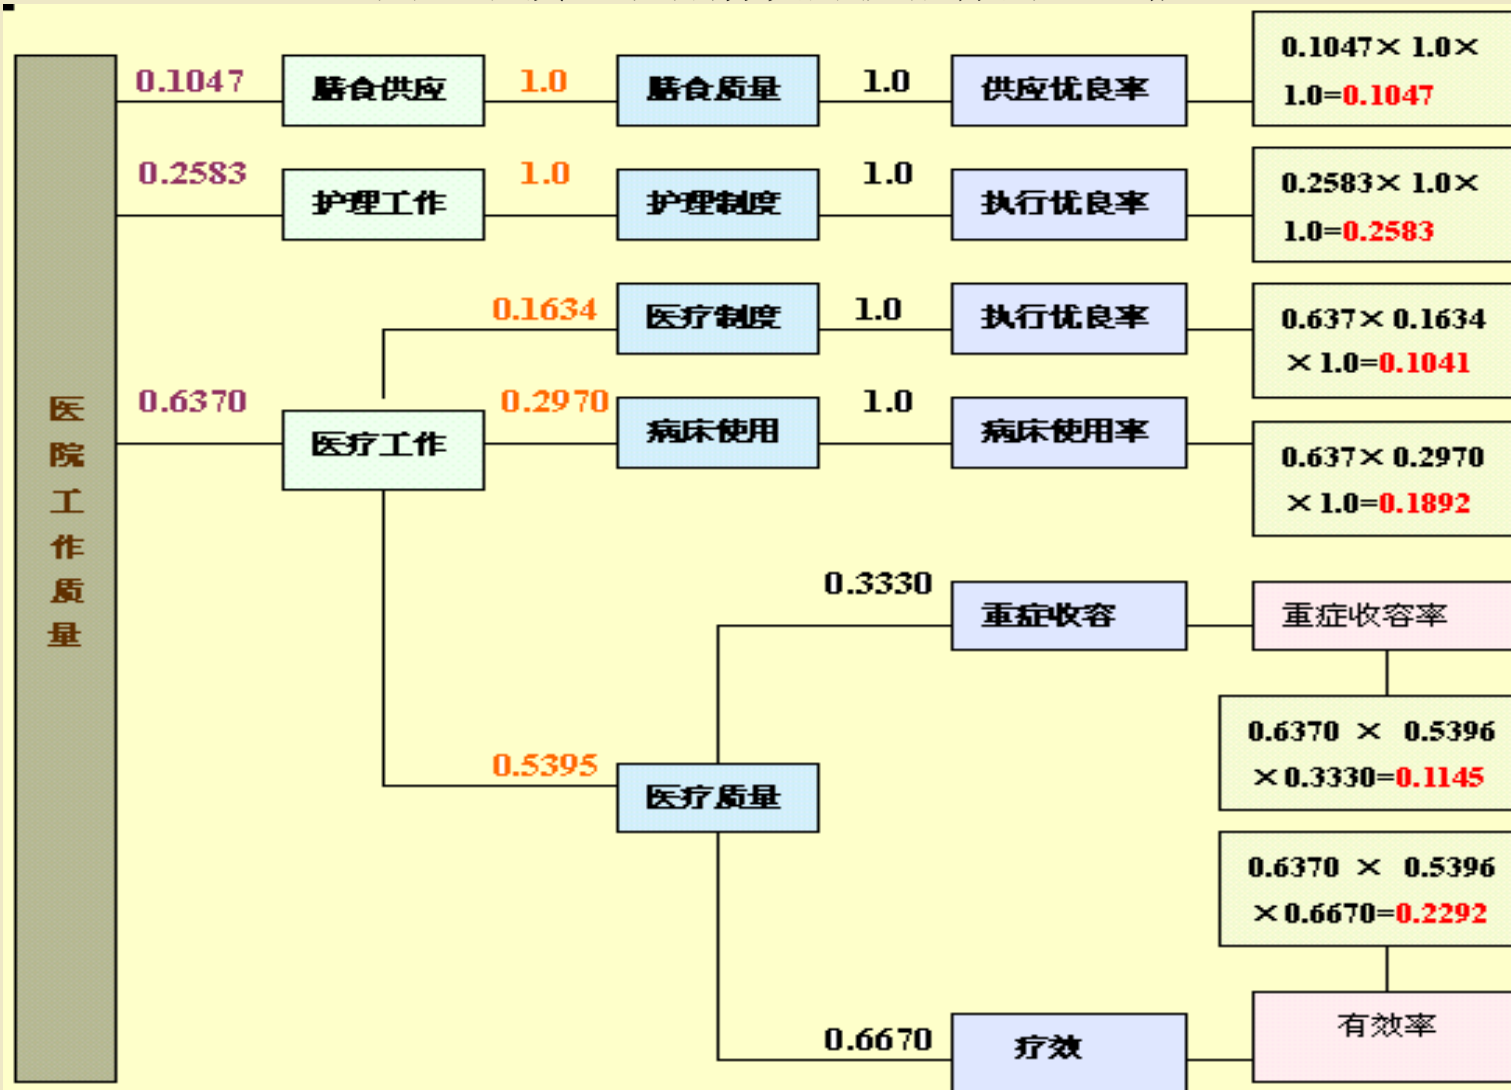 医院工作质量
0.1047
膳食供应
1.0
膳食质量
1.0
供应优良率
0.1047× 1.0×
1.0=0.1047
0.2583
护理工作
1.0
护理制度
1.0
执行优良率
0.2583× 1.0×
1.0=0.2583
0.6370
医疗工作
0.1634
医疗制度
1.0
执行优良率
0.637× 0.1634
× 1.0=0.1041
0.2970
病床使用
1.0
病床使用率
0.637× 0.2970
× 1.0=0.1892
0.5395
医疗质量
0.3330
重症收容
重症收容率
0.6370 × 0.5396
×0.3330=0.1145
0.6370 × 0.5396
×0.6670=0.2292
0.6670
疗效
有效率